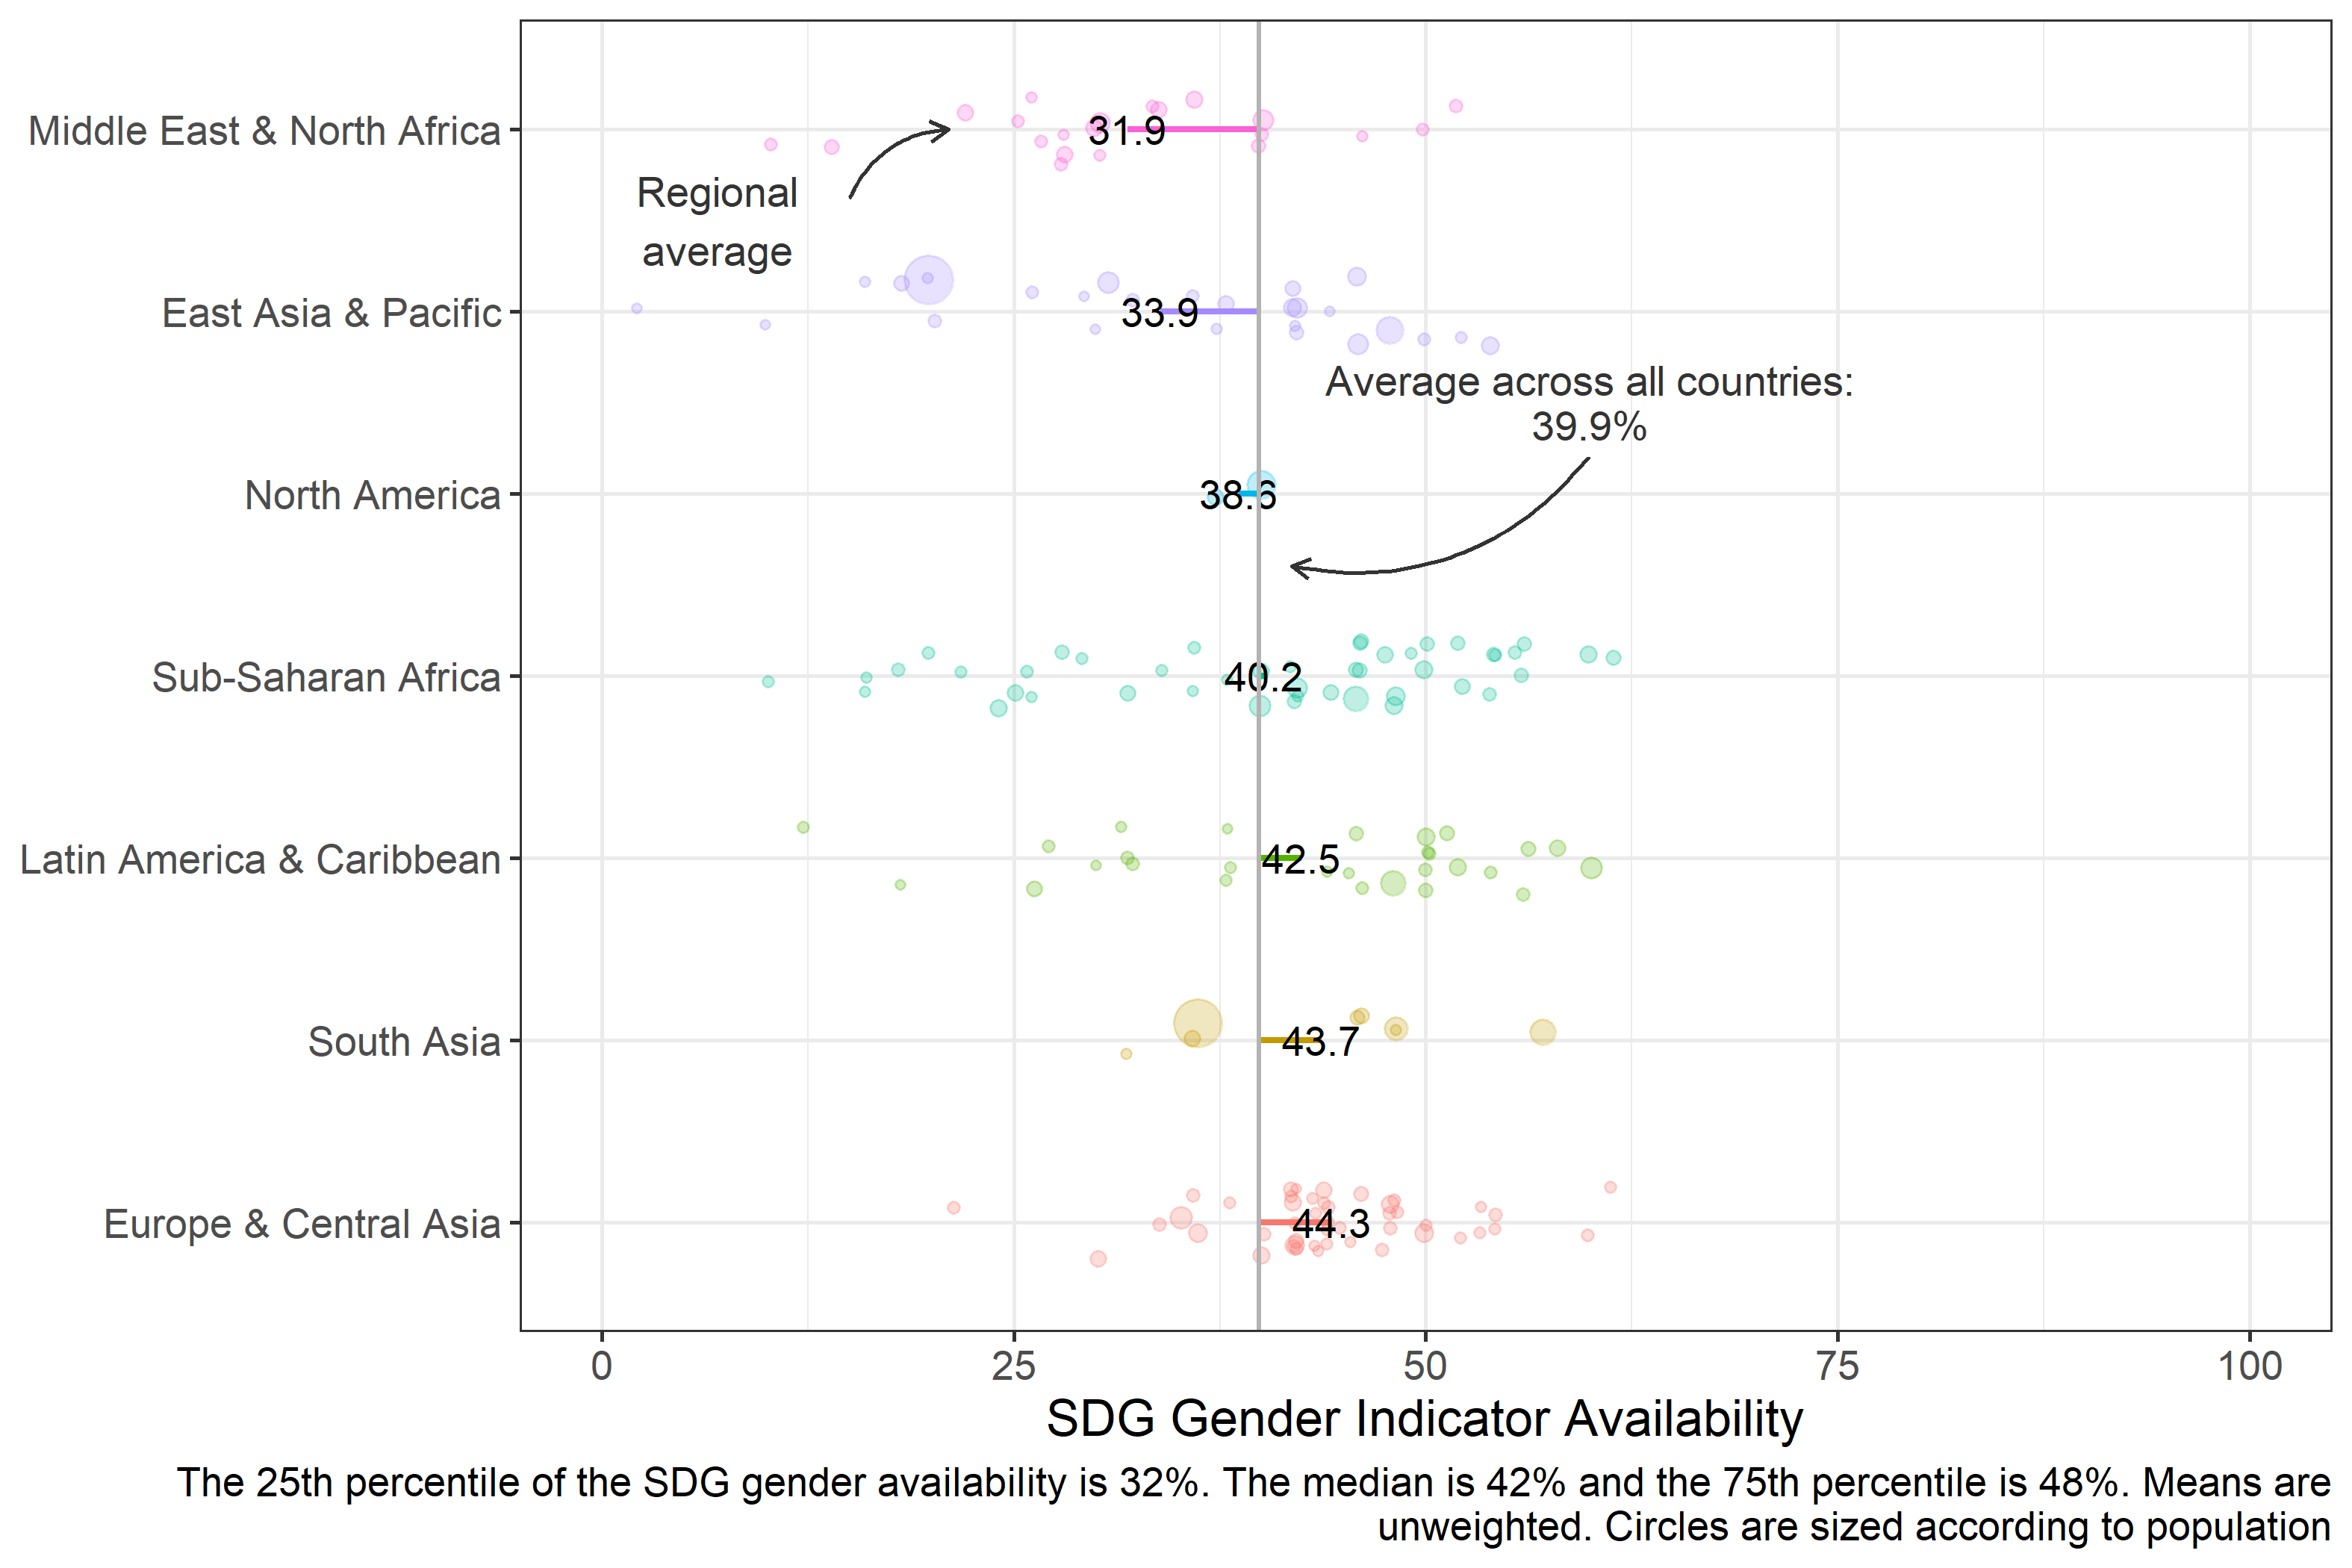 Middle East & North Africa
31.9
Regional
average
East Asia & Pacific
33.9
Average across all countries:
39.9%
North America
38.6
Sub-Saharan Africa
40.2
Latin America & Caribbean
42.5
South Asia
43.7
Europe & Central Asia
44.3
0
25
50
75
100
SDG Gender Indicator Availability
The 25th percentile of the SDG gender availability is 32%. The median is 42% and the 75th percentile is 48%. Means are
unweighted. Circles are sized according to population